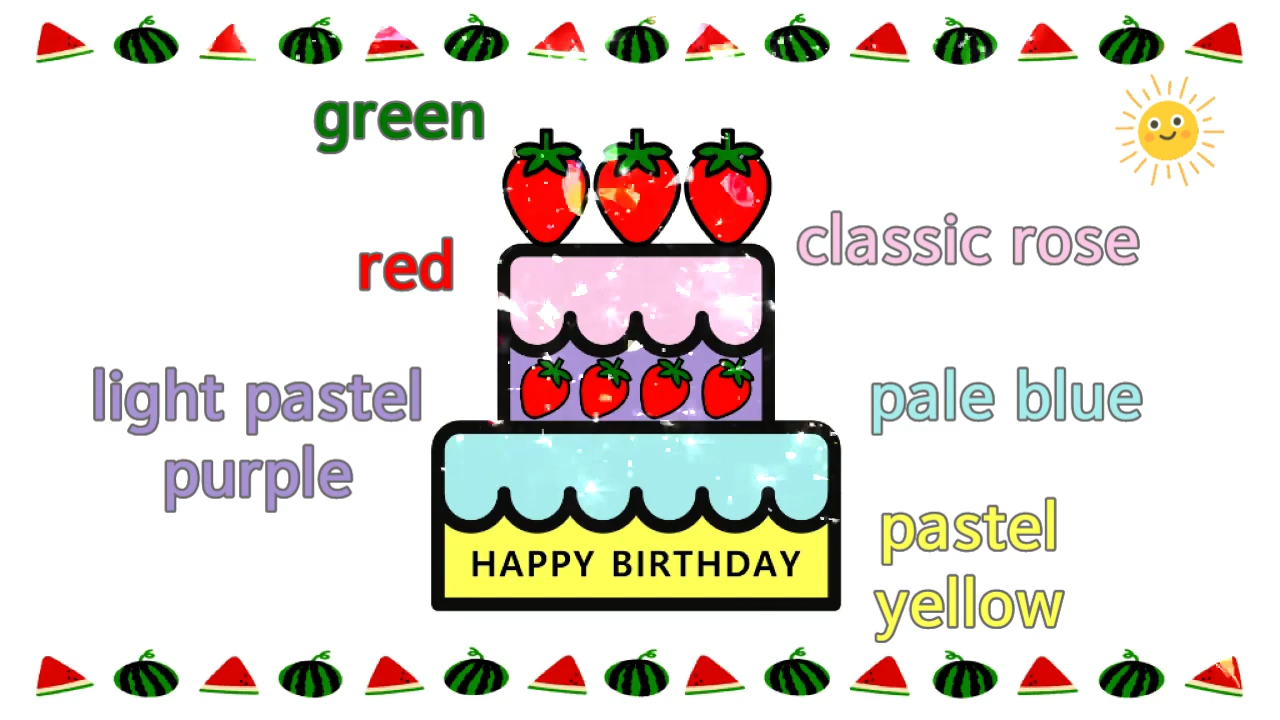 green
red
classic rose
light pastel
purple
pale blue
pastel
yellow
HAPPY BIRTHDAY